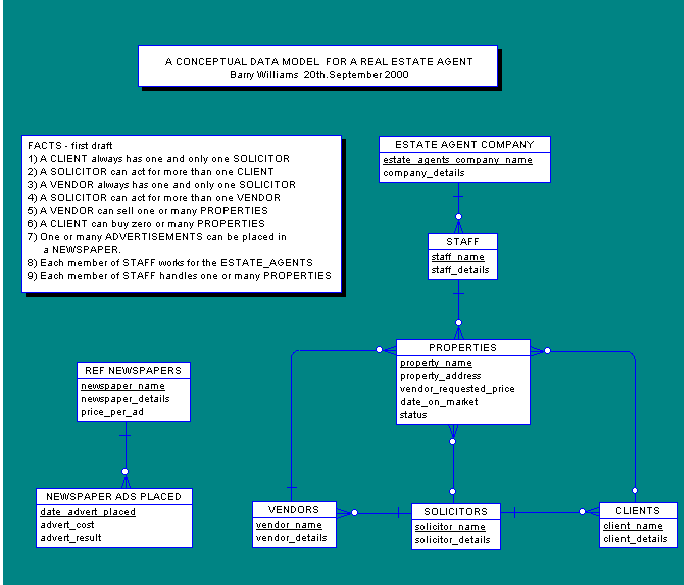 A CONCEPTUAL DATA MODEL FOR A REAL ESTATE AGENT
Barry Williams 20th.September 2000
FACTS - first draft
1) A CLIENT always has one and only one SOLICITOR
2) A SOLICITOR can act for more than one CLIENT
3) A VENDOR always has one and only one SOLICITOR
4) A SOLICITOR can act for more than one VENDOR
5) A VENDOR can sell one or many PROPERTIES
6) A CLIENT can buy zero or many PROPERTIES
7) One or many ADVERTISEMENTS can be placed in
a NEWSPAPER.
8) Each member of STAFF works for the ESTATE_AGENTS
9) Each member of STAFF handles one or many PROPERTIES
ESTATE AGENT COMPANY
estate_agents_company_name
company_details
STAFF
staff_name
staff_details
PROPERTIES
property_name
property_address
vendor_requested_price
date_on_market
status
REF NEWSPAPERS
newspaper_name
newspaper_details
price_per_ad
NEWSPAPER ADS PLACED
date_advert_placed
advert_cost
advert_result
VENDORS
vendor_name
vendor_details
SOLICITORS
solicitor_name
solicitor_details
CLIENTS
client_name
client_details